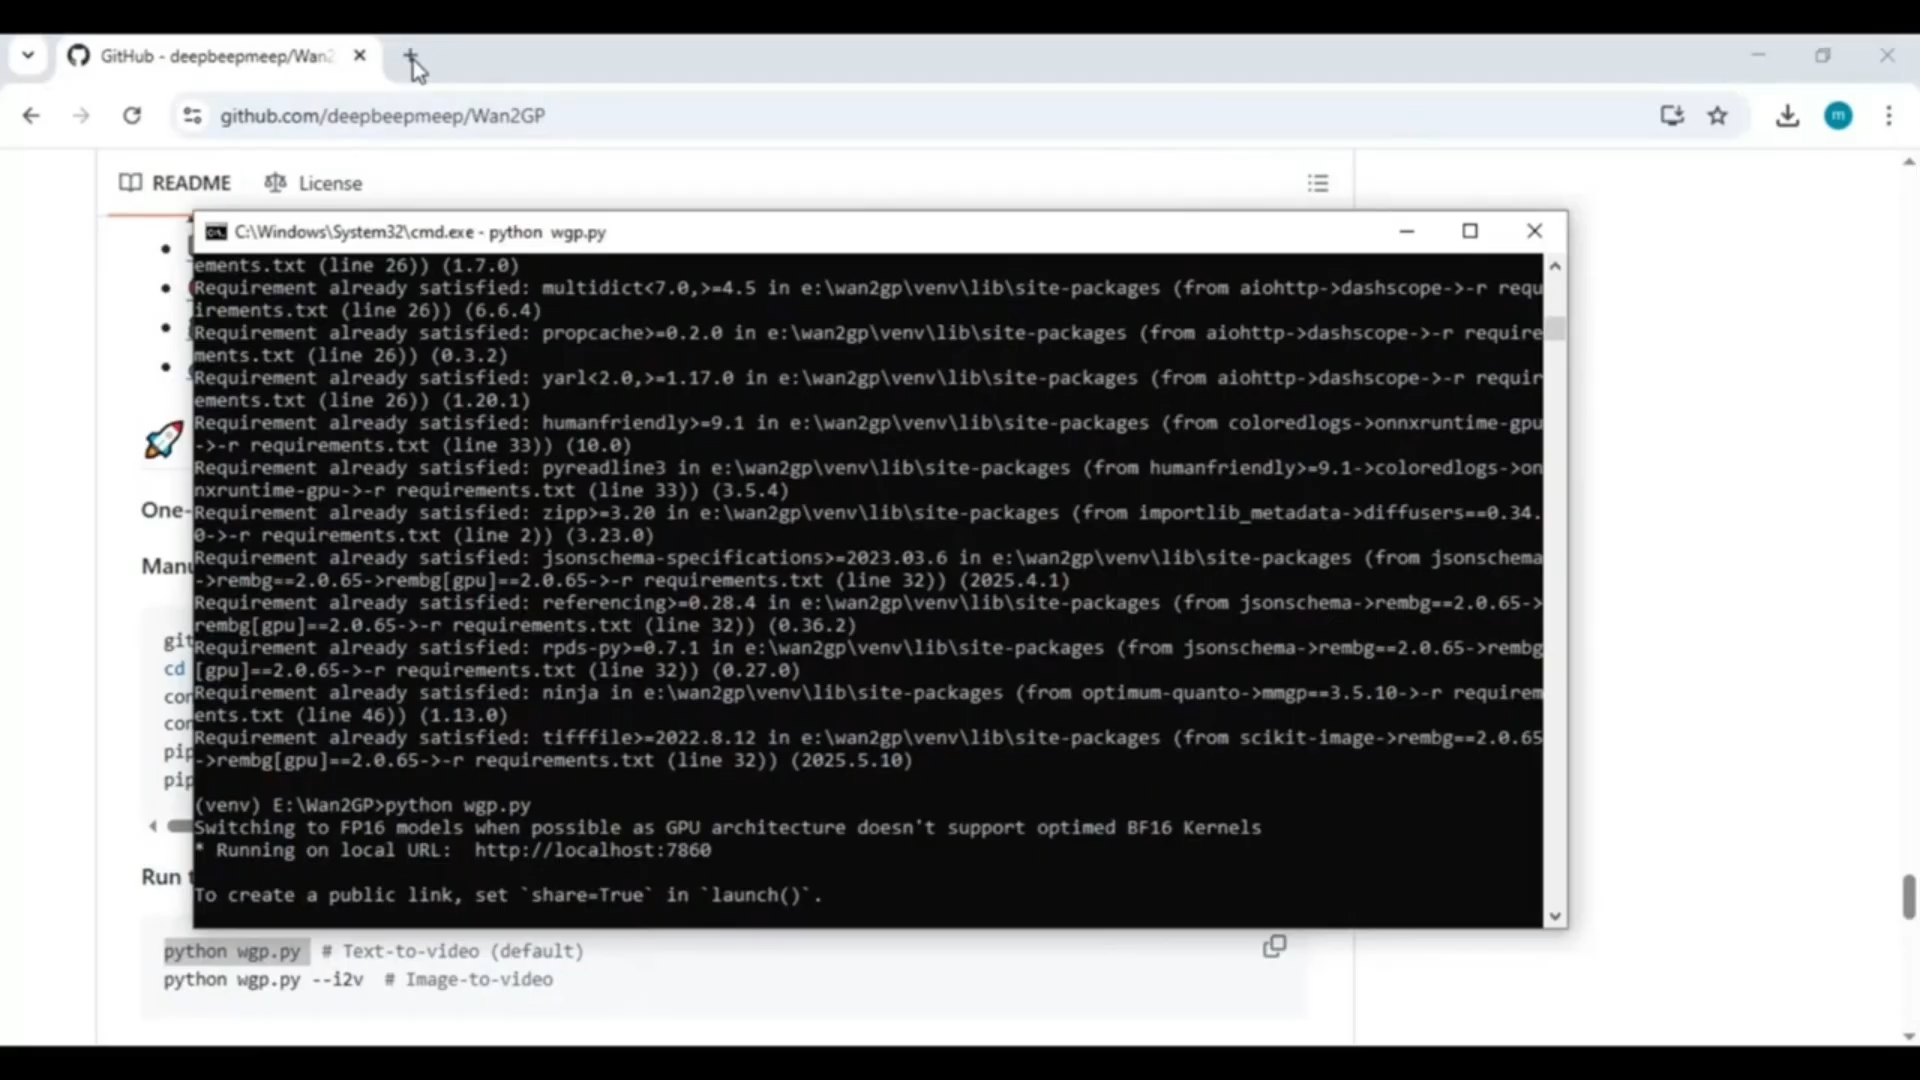 GitHub - deepbeepmeep/Wan2
github.com/deepbeepmeep/Wan2GP
m
README
License
C:\Windows\System32\cmd.exe - python  wgp.py
ements.txt (line 26)) (1.7.0)
Requirement already satisfied: multidict<7.0,>=4.5 in e:\wan2gp\venv\lib\site-packages (from aiohttp->dashscope->-r requ
irements.txt (line 26)) (6.6.4)
Requirement already satisfied: propcache>=0.2.0 in e:\wan2gp\venv\lib\site-packages (from aiohttp->dashscope->-r require
ments.txt (line 26)) (0.3.2)
Requirement already satisfied: yarl<2.0,>=1.17.0 in e:\wan2gp\venv\lib\site-packages (from aiohttp->dashscope->-r requir
ements.txt (line 26)) (1.20.1)
Requirement already satisfied: humanfriendly>=9.1 in e:\wan2gp\venv\lib\site-packages (from coloredlogs->onnxruntime-gpu
->-r requirements.txt (line 33)) (10.0)
Requirement already satisfied: pyreadline3 in e:\wan2gp\venv\lib\site-packages (from humanfriendly>=9.1->coloredlogs->on
nxruntime-gpu->-r requirements.txt (line 33)) (3.5.4)
Requirement already satisfied: zipp>=3.20 in e:\wan2gp\venv\lib\site-packages (from importlib_metadata->diffusers==0.34.
0->-r requirements.txt (line 2)) (3.23.0)
Requirement already satisfied: jsonschema-specifications>=2023.03.6 in e:\wan2gp\venv\lib\site-packages (from jsonschema
->rembg==2.0.65->rembg[gpu]==2.0.65->-r requirements.txt (line 32)) (2025.4.1)
Requirement already satisfied: referencing>=0.28.4 in e:\wan2gp\venv\lib\site-packages (from jsonschema->rembg==2.0.65->
rembg[gpu]==2.0.65->-r requirements.txt (line 32)) (0.36.2)
Requirement already satisfied: rpds-py>=0.7.1 in e:\wan2gp\venv\lib\site-packages (from jsonschema->rembg==2.0.65->rembg
[gpu]==2.0.65->-r requirements.txt (line 32)) (0.27.0)
Requirement already satisfied: ninja in e:\wan2gp\venv\lib\site-packages (from optimum-quanto->mmgp==3.5.10->-r requirem
ents.txt (line 46)) (1.13.0)
Requirement already satisfied: tifffile>=2022.8.12 in e:\wan2gp\venv\lib\site-packages (from scikit-image->rembg==2.0.65
->rembg[gpu]==2.0.65->-r requirements.txt (line 32)) (2025.5.10)
(venv) E:\Wan2GP>python wgp.py
Switching to FP16 models when possible as GPU architecture doesn't support optimed BF16 Kernels
* Running on local URL:  http://localhost:7860
To create a public link, set `share=True` in `launch()`.
One-
Manu
git
cd
con
con
pip
pip
Run t
python wgp.py  # Text-to-video (default)
python wgp.py --i2v  # Image-to-video